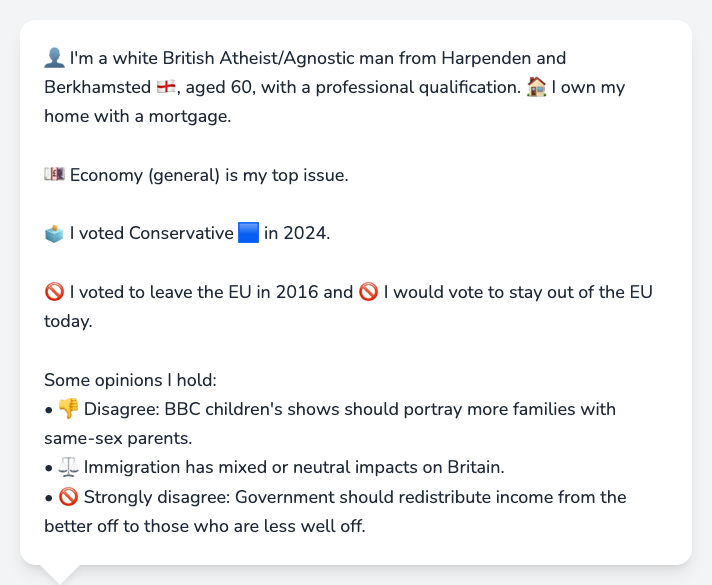 👤 I'm a white British Atheist/Agnostic man from Harpenden and
Berkhamsted 🏴󠁧󠁢󠁥󠁮󠁧󠁿, aged 60, with a professional qualification. 🏠 I own my
home with a mortgage.
💷 Economy (general) is my top issue.
🗳️ I voted Conservative 🟦 in 2024.
🚫 I voted to leave the EU in 2016 and 🚫 I would vote to stay out of the EU
today.
Some opinions I hold:
• 👎 Disagree: BBC children's shows should portray more families with
same-sex parents.
• ⚖️ Immigration has mixed or neutral impacts on Britain.
• 🚫 Strongly disagree: Government should redistribute income from the
better off to those who are less well off.